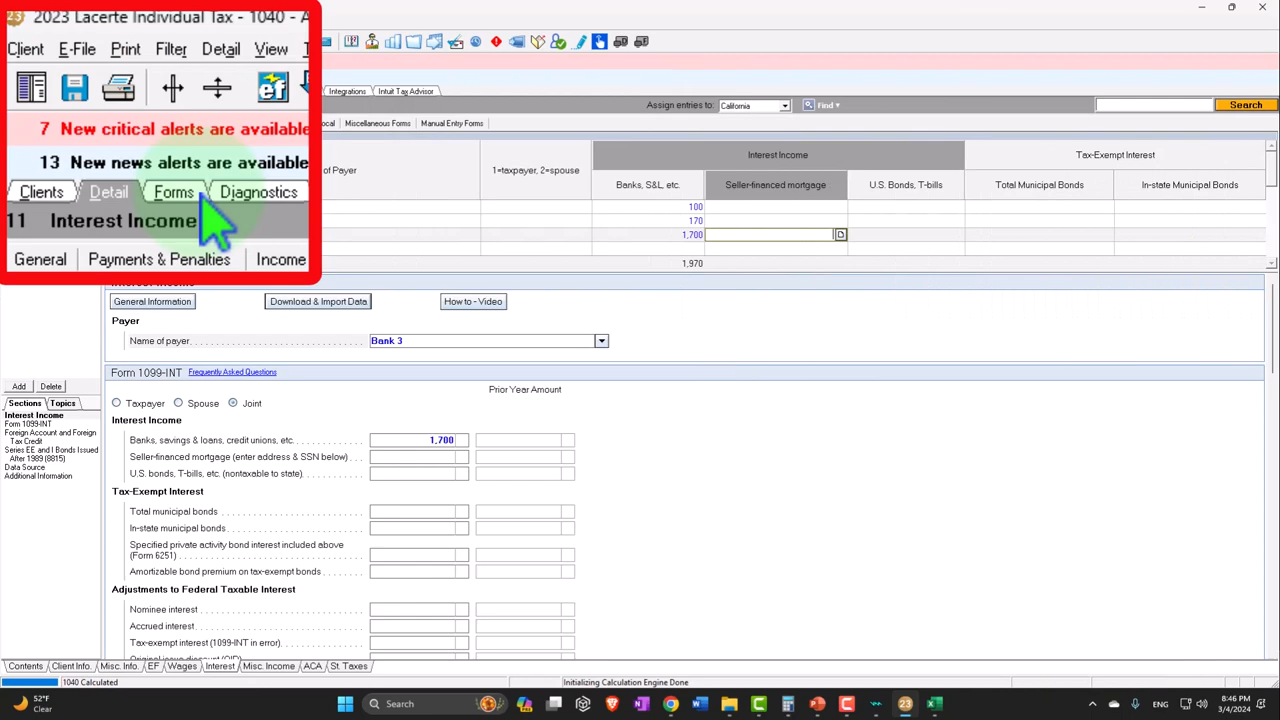 23 2023 Lacerte Individual Tax - 1040 - A
Client E-File Print Filter Detail View T
ef
7 New critical alerts are available
13 New news alerts are available
Clients Detail Forms Diagnostics
11 Interest Income
General Payments & Penalties Income
Integrations Intuit Tax Advisor
Assign entries to: California Find Search
ocal Miscellaneous Forms Manual Entry Forms
of Payer 1=taxpayer, 2=spouse Interest Income Tax-Exempt Interest
Banks, S&L, etc. Seller-financed mortgage U.S. Bonds, T-bills Total Municipal Bonds In-state Municipal Bonds
100
170
1,700
1,970
Interest Income
General Information Download & Import Data How to - Video
Payer
Name of payer Bank 3
Form 1099-INT Frequently Asked Questions
Prior Year Amount
Taxpayer Spouse Joint
Interest Income
Banks, savings & loans, credit unions, etc. 1,700
Seller-financed mortgage (enter address & SSN below)
U.S. bonds, T-bills, etc. (nontaxable to state)
Tax-Exempt Interest
Total municipal bonds
In-state municipal bonds
Specified private activity bond interest included above
(Form 6251)
Amortizable bond premium on tax-exempt bonds
Adjustments to Federal Taxable Interest
Nominee interest
Accrued interest
Tax-exempt interest (1099-INT in error)
Original issue discount (OID)
Add Delete
Sections Topics
Interest Income
Form 1099-INT
Foreign Account and Foreign
Tax Credit
Series EE and I Bonds Issued
After 1989 (8815)
Data Source
Additional Information
Contents Client Info. Misc. Info. EF Wages Interest Misc. Income ACA St. Taxes
1040 Calculated Initializing Calculation Engine Done
52°F
Clear
Search
23
ENG
8:46 PM
3/4/2024